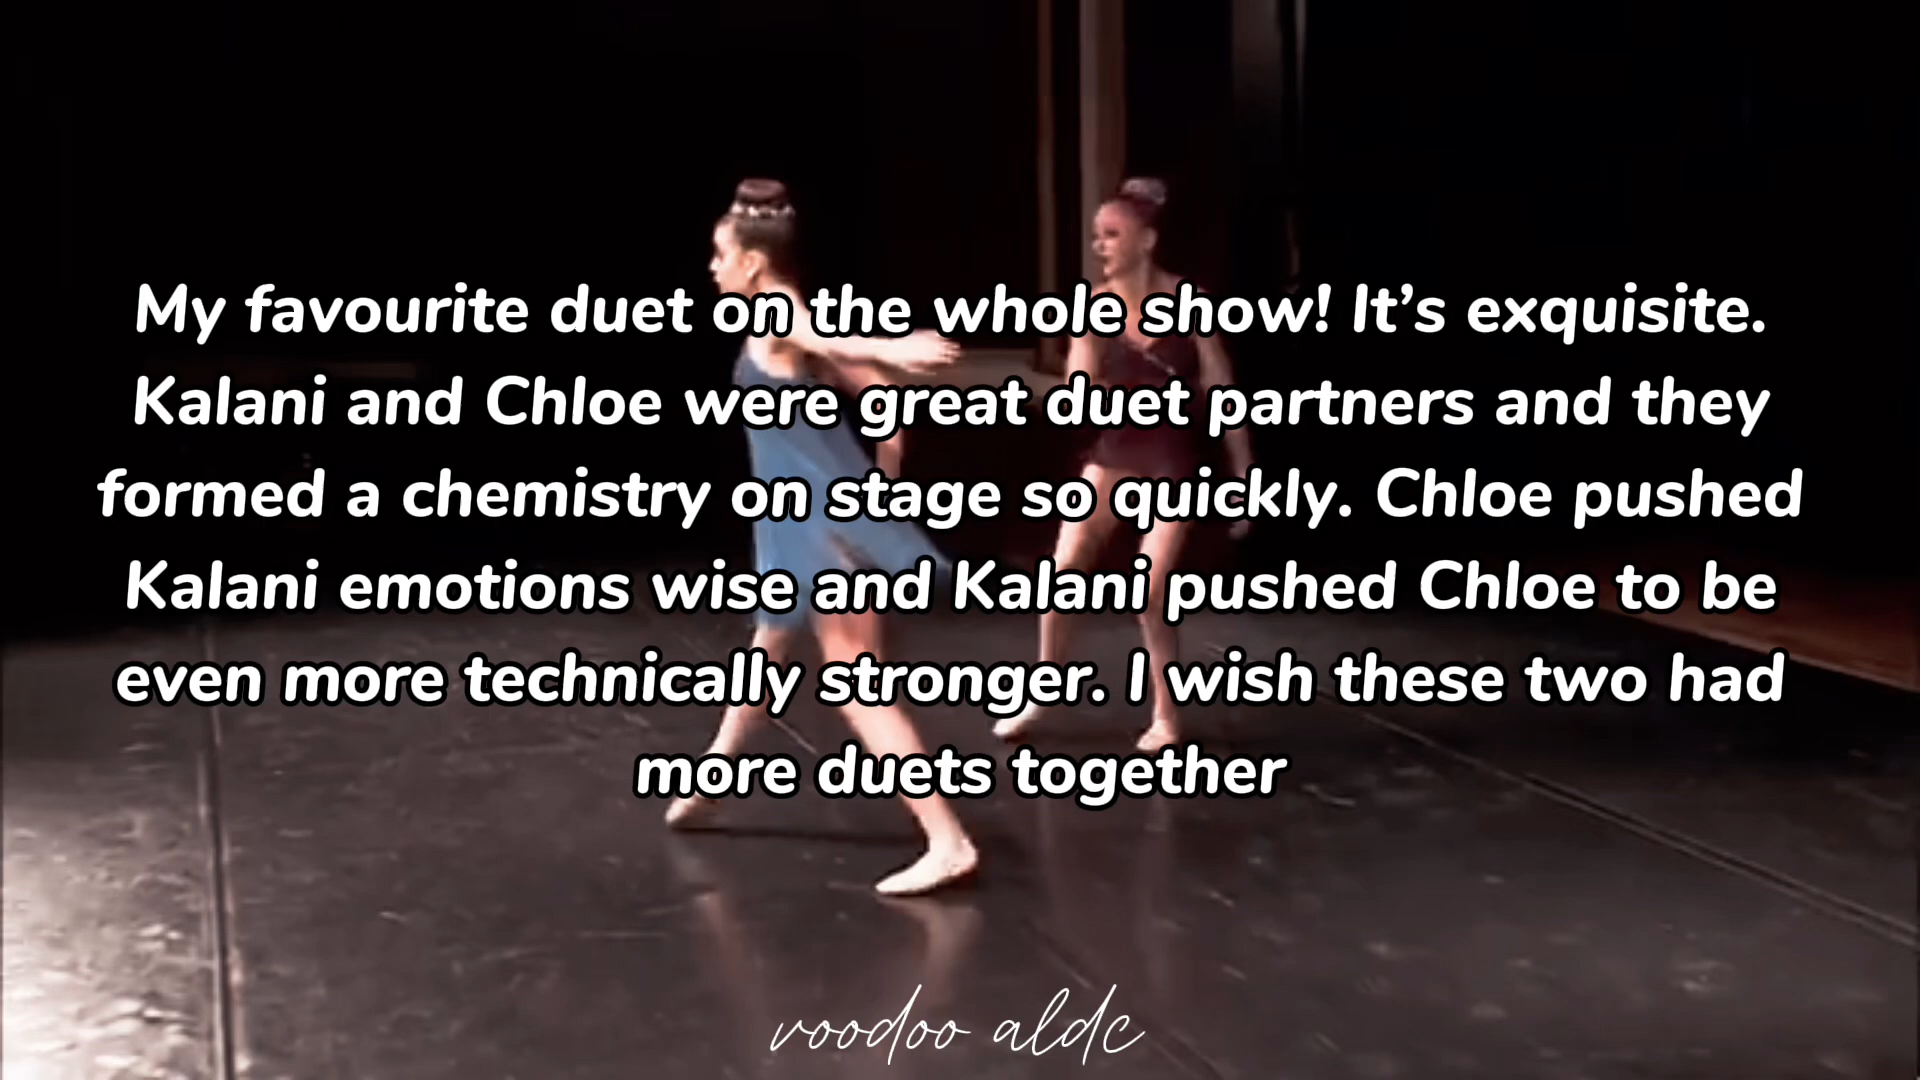 My favourite duet on the whole show! It’s exquisite.
Kalani and Chloe were great duet partners and they
formed a chemistry on stage so quickly. Chloe pushed
Kalani emotions wise and Kalani pushed Chloe to be
even more technically stronger. I wish these two had
more duets together
voodoo aldc